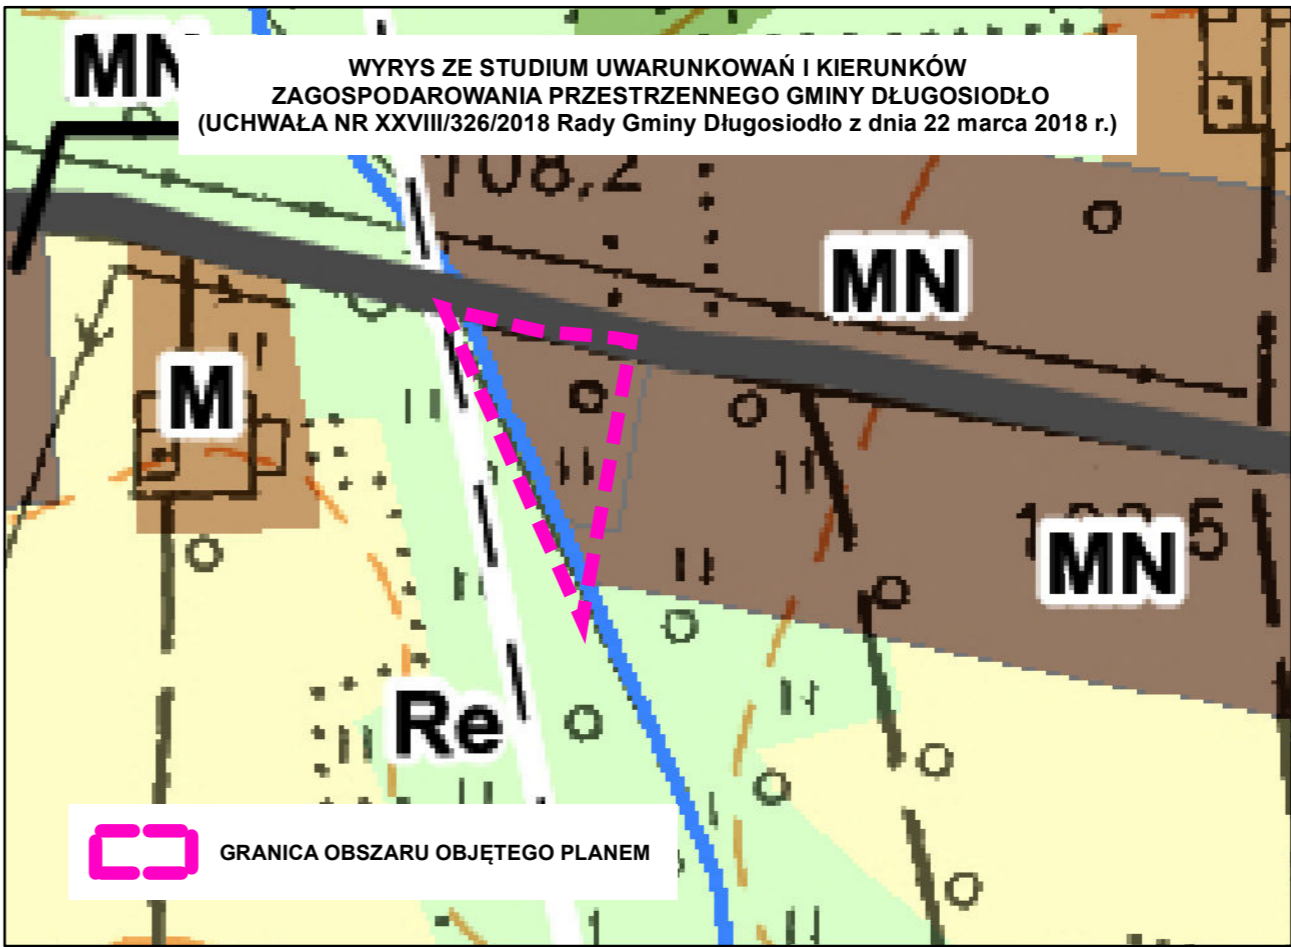 WYRYS ZE STUDIUM UWARUNKOWAŃ I KIERUNKÓW
ZAGOSPODAROWANIA PRZESTRZENNEGO GMINY DŁUGOSIODŁO
(UCHWAŁA NR XXVIII/326/2018 Rady Gminy Długosiodło z dnia 22 marca 2018 r.)
MN
108,2
MN
M
MN
Re
GRANICA OBSZARU OBJĘTEGO PLANEM